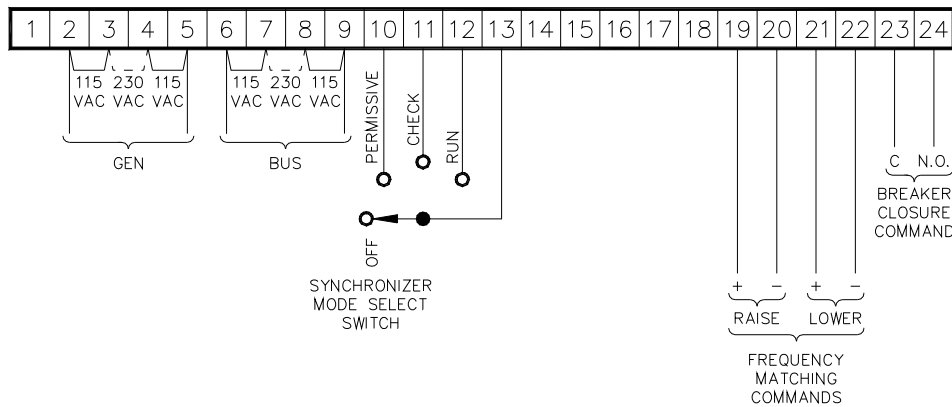 1 2 3 4 5 6 7 8 9 10 11 12 13 14 15 16 17 18 19 20 21 22 23 24
115 VAC
230 VAC
115 VAC
GEN
115 VAC
230 VAC
115 VAC
BUS
PERMISSIVE
CHECK
RUN
OFF
SYNCHRONIZER
MODE SELECT
SWITCH
+ − + −
RAISE LOWER
FREQUENCY
MATCHING
COMMANDS
C N.O.
BREAKER
CLOSURE
COMMAND